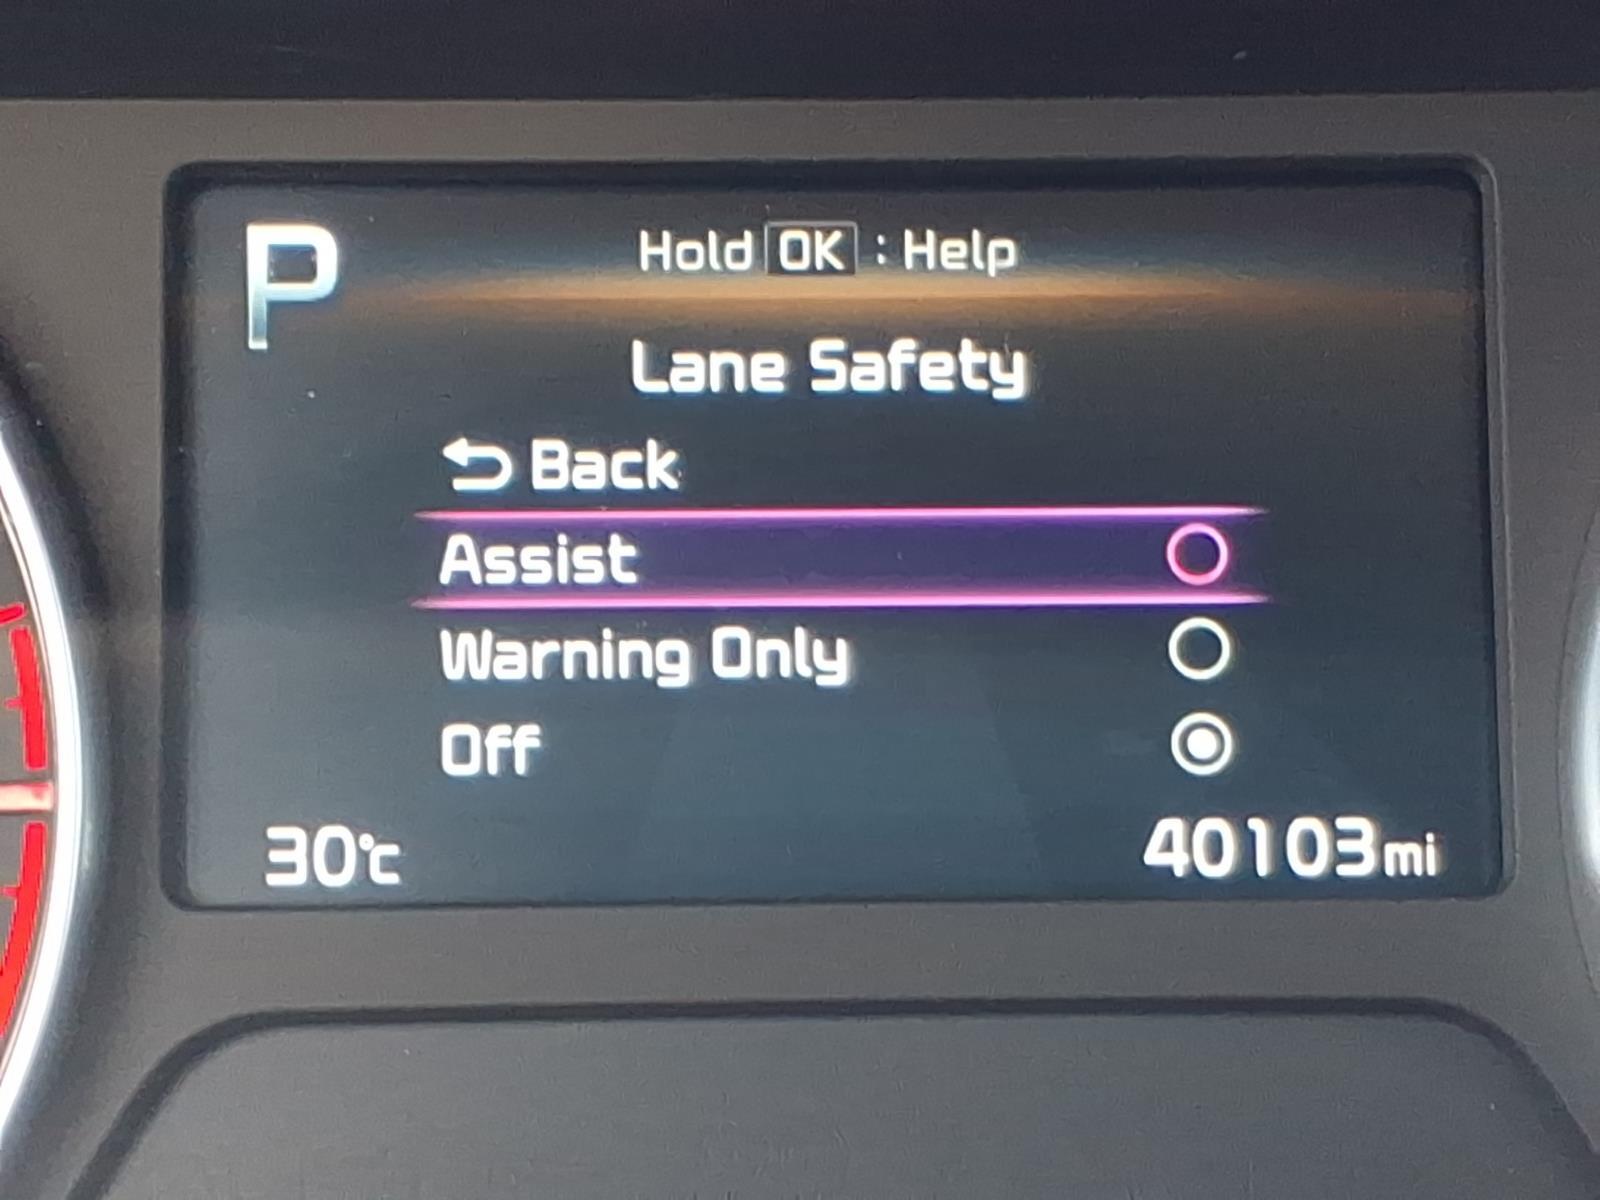 P
Hold OK : Help
Lane Safety
Back
Assist
Warning Only
Off
30℃
40103mi